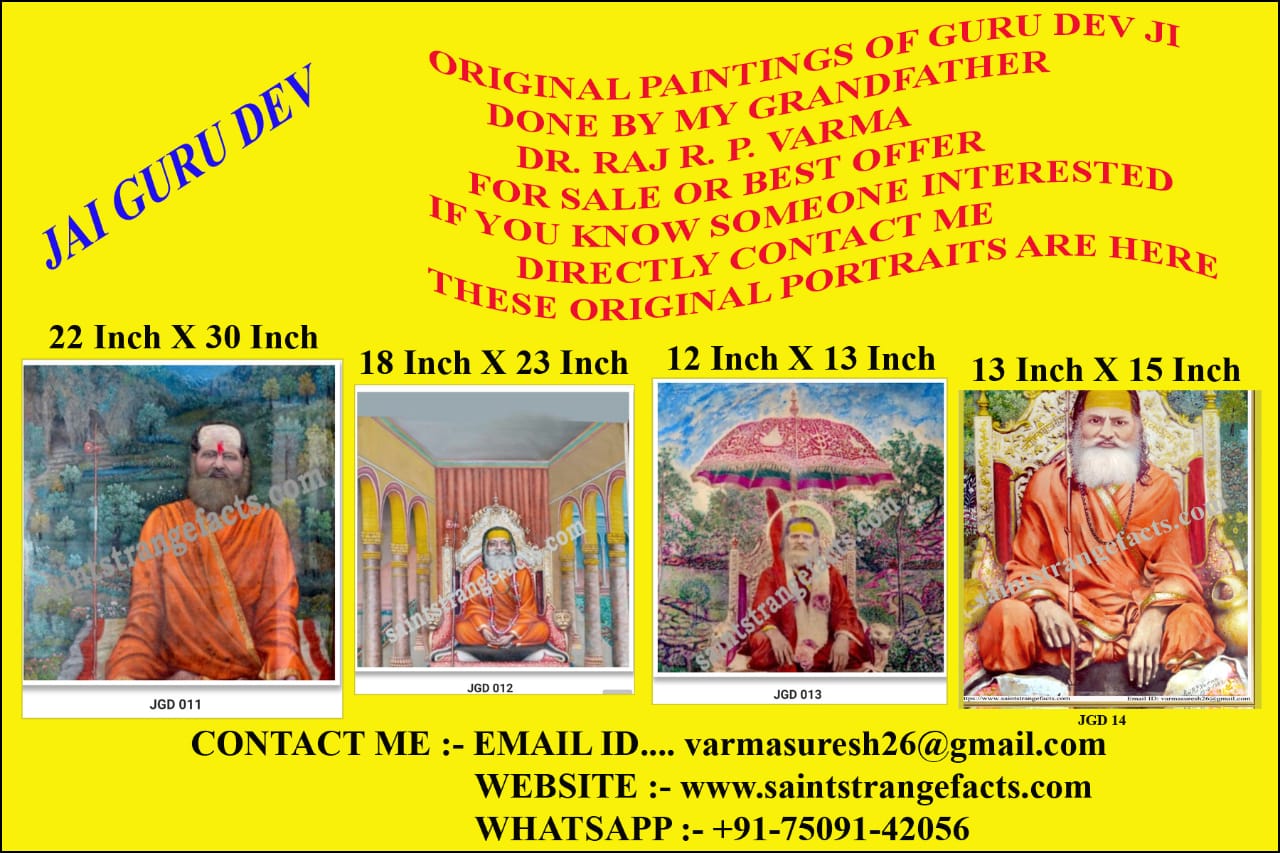 JAI GURU DEV
ORIGINAL PAINTINGS OF GURU DEV JI
DONE BY MY GRANDFATHER
DR. RAJ R. P. VARMA
FOR SALE OR BEST OFFER
IF YOU KNOW SOMEONE INTERESTED
DIRECTLY CONTACT ME
THESE ORIGINAL PORTRAITS ARE HERE
22 Inch X 30 Inch
18 Inch X 23 Inch
12 Inch X 13 Inch
13 Inch X 15 Inch
saintstrangefacts.com
saintstrangefacts.com
saintstrangefacts.com
saintstrangefacts.com
ttps://www.saintstrangefacts.com
Email ID: varmasuresh26@gmail.com
JGD 011
JGD 012
JGD 013
JGD 14
CONTACT ME :- EMAIL ID.... varmasuresh26@gmail.com
WEBSITE :- www.saintstrangefacts.com
WHATSAPP :- +91-75091-42056